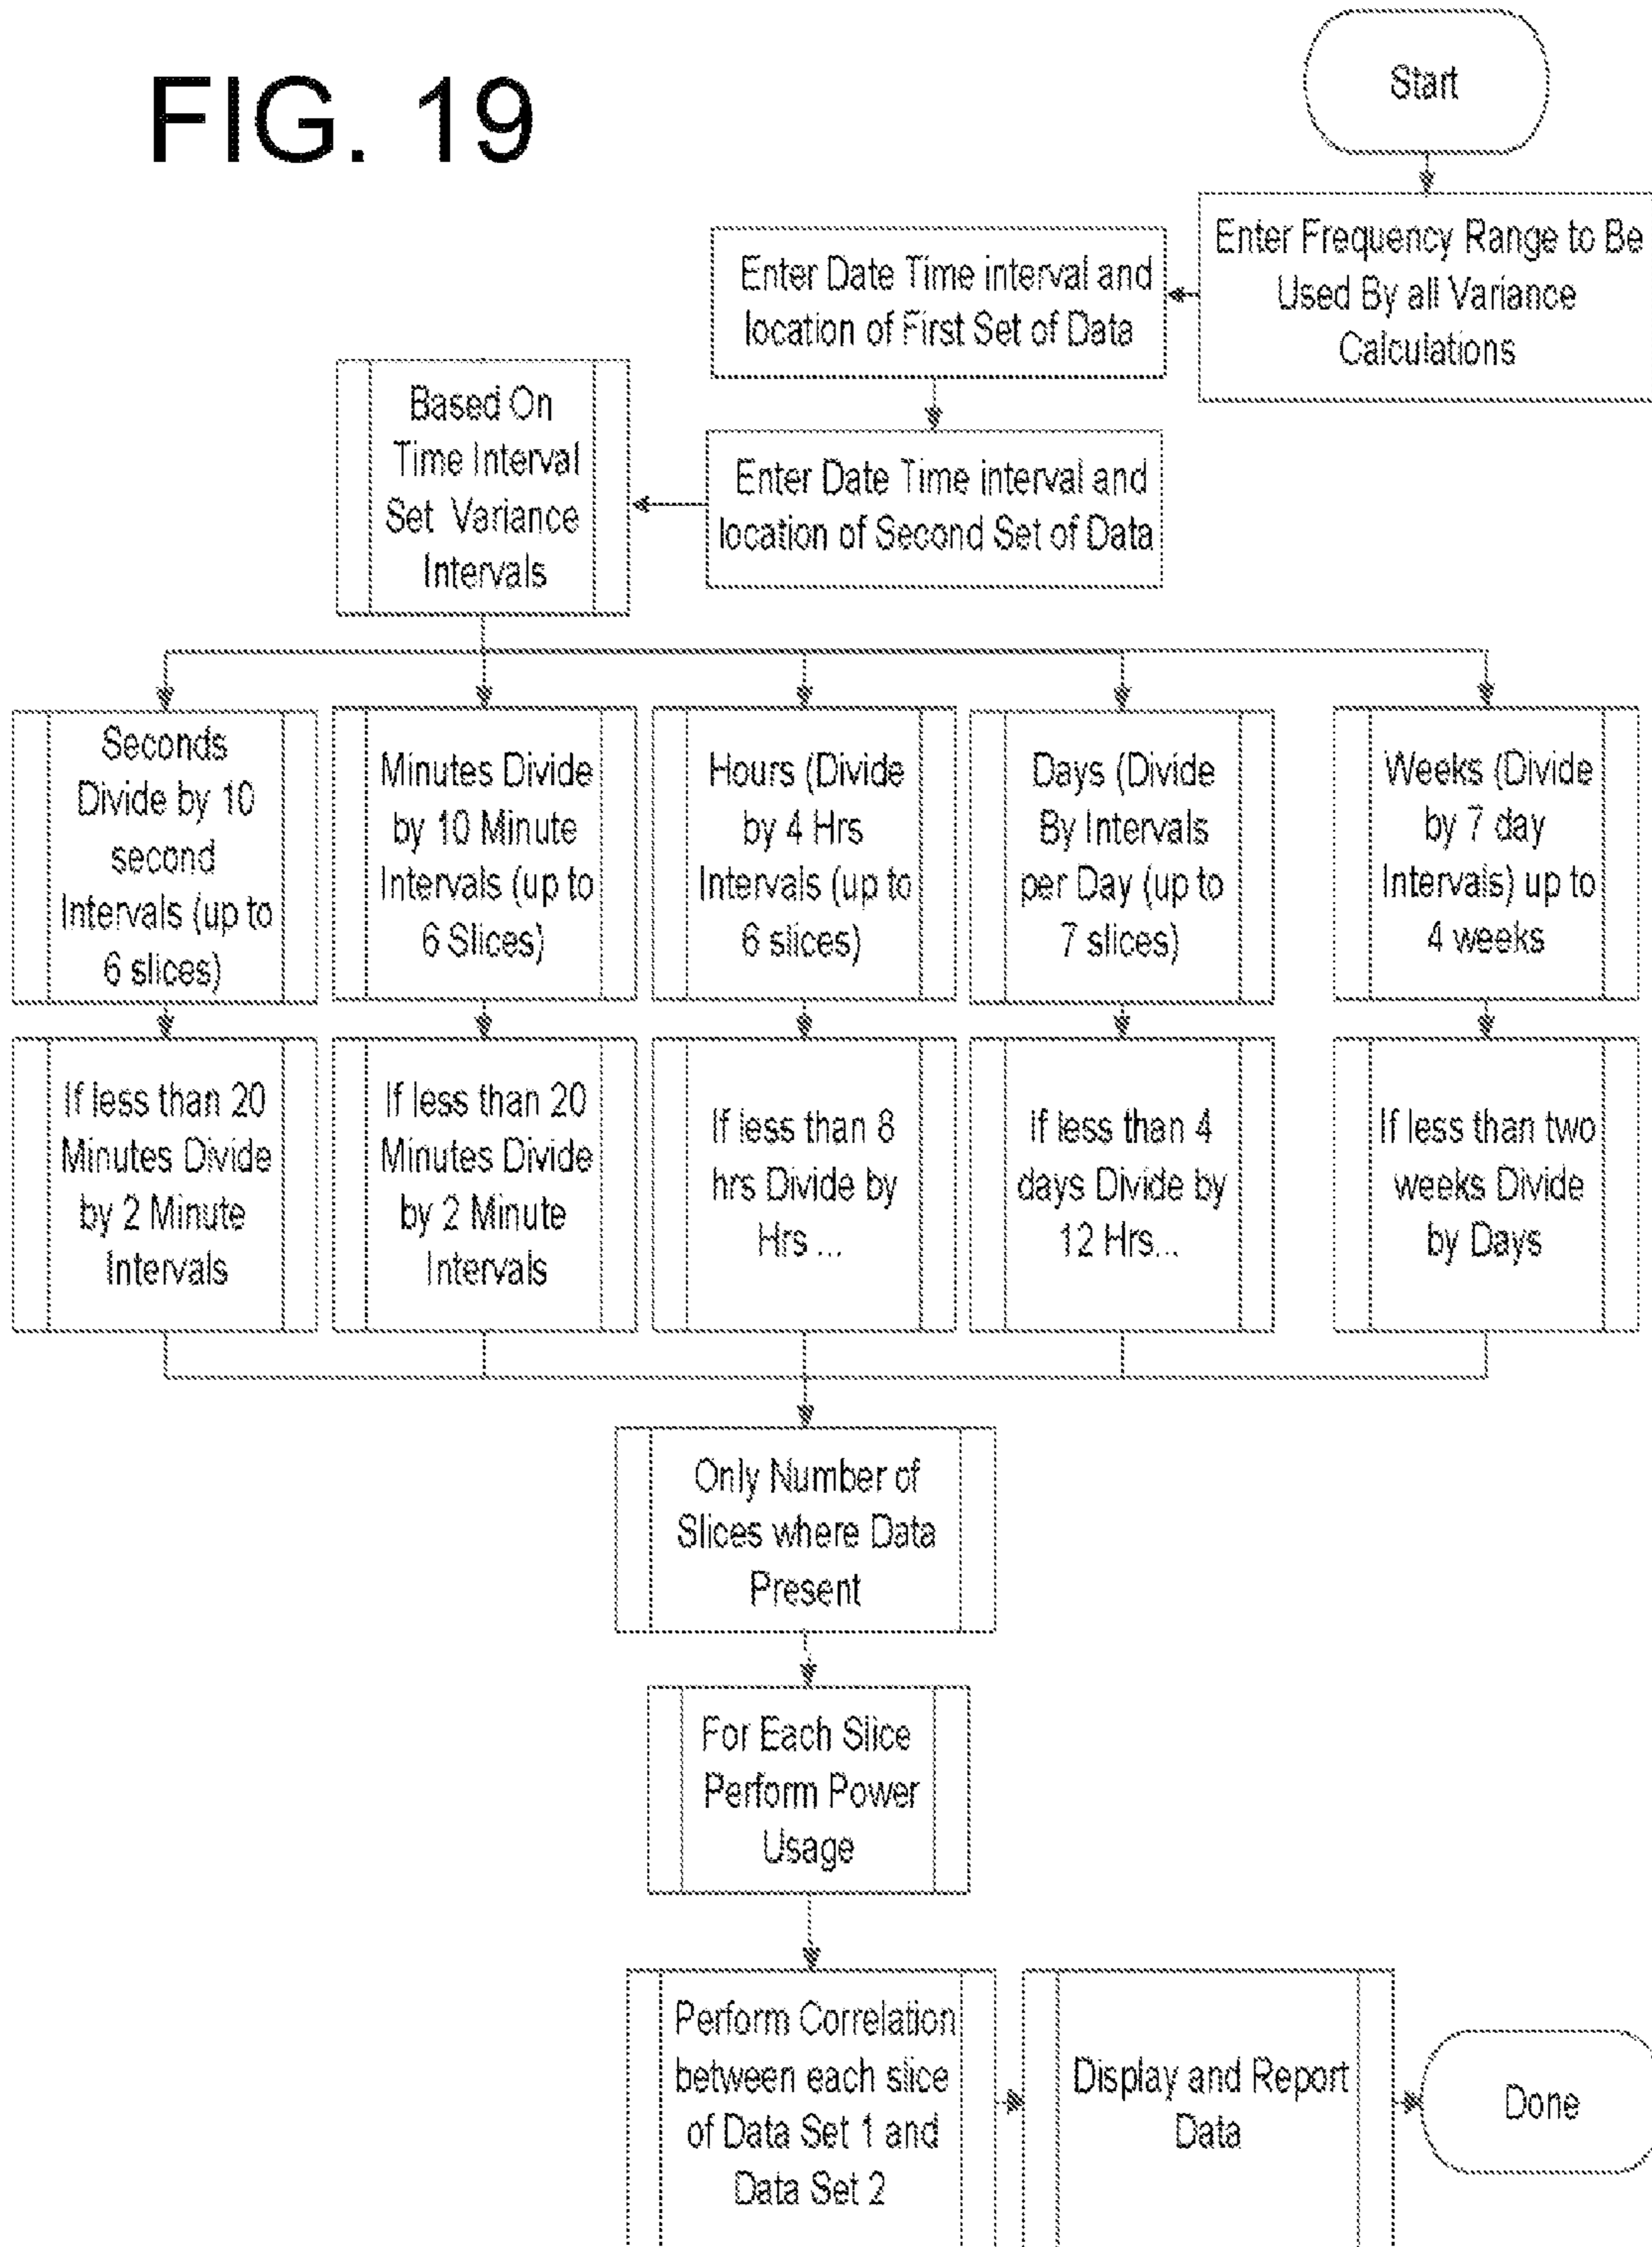 FIG. 19
Start
Enter Frequency Range to Be
Used By all Variance
Calculations
Enter Date Time interval and
location of First Set of Data
Enter Date Time interval and
location of Second Set of Data
Based On
Time Interval
Set Variance
Intervals
Seconds
Divide by 10
second
Intervals (up to
6 slices)
Minutes Divide
by 10 Minute
Intervals (up to
6 Slices)
Hours (Divide
by 4 Hrs
Intervals (up to
6 slices)
Days (Divide
By Intervals
per Day (up to
7 slices)
Weeks (Divide
by 7 day
Intervals) up to
4 weeks
If less than 20
Minutes Divide
by 2 Minute
Intervals
If less than 20
Minutes Divide
by 2 Minute
Intervals
If less than 8
hrs Divide by
Hrs ...
If less than 4
days Divide by
12 Hrs...
If less than two
weeks Divide
by Days
Only Number of
Slices where Data
Present
For Each Slice
Perform Power
Usage
Perform Correlation
between each slice
of Data Set 1 and
Data Set 2
Display and Report
Data
Done